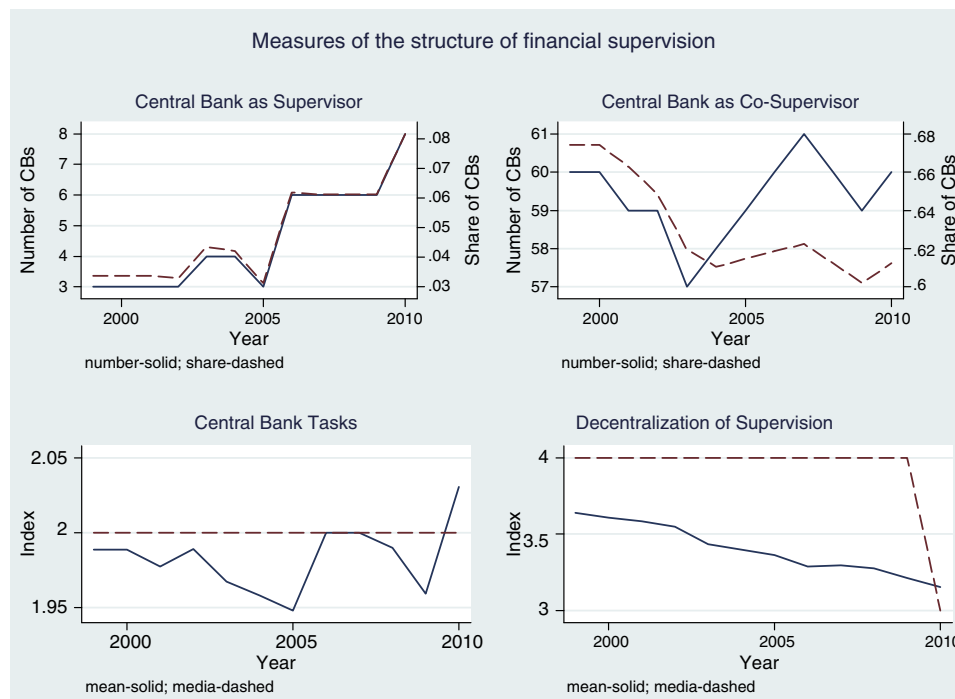 Measures of the structure of financial supervision
Central Bank as Supervisor
Number of CBs
8
7
6
5
4
3
.08
.07
.06
.05
.04
.03
Share of CBs
2000 2005 2010
Year
number-solid; share-dashed
Central Bank as Co-Supervisor
Number of CBs
61
60
59
58
57
.68
.66
.64
.62
.6
Share of CBs
2000 2005 2010
Year
number-solid; share-dashed
Central Bank Tasks
Index
2.05
2
1.95
2000 2005 2010
Year
mean-solid; media-dashed
Decentralization of Supervision
Index
4
3.5
3
2000 2005 2010
Year
mean-solid; media-dashed